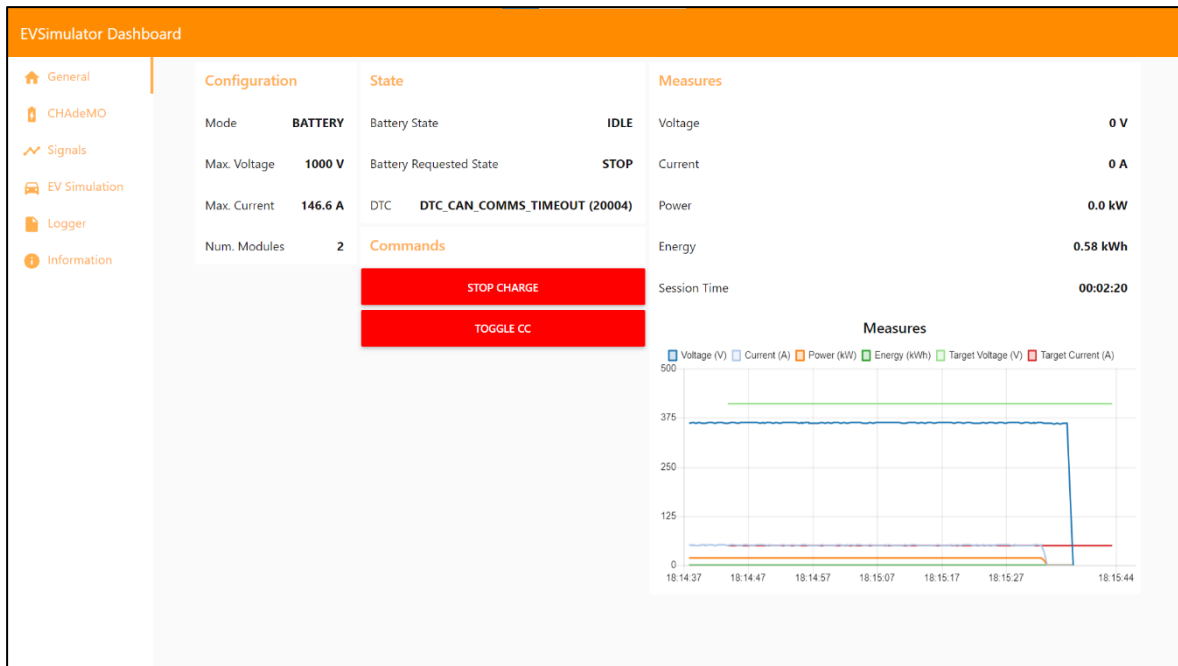 EVSimulator Dashboard
General
CHAdeMO
Signals
EV Simulation
Logger
Information
Configuration
Mode BATTERY
Max. Voltage 1000 V
Max. Current 146.6 A
Num. Modules 2
State
Battery State IDLE
Battery Requested State STOP
DTC DTC_CAN_COMMS_TIMEOUT (20004)
Commands
STOP CHARGE
TOGGLE CC
Measures
Voltage 0 V
Current 0 A
Power 0.0 kW
Energy 0.58 kWh
Session Time 00:02:20
Measures
Voltage (V) Current (A) Power (kW) Energy (kWh) Target Voltage (V) Target Current (A)
500
375
250
125
0
18:14:37 18:14:47 18:14:57 18:15:07 18:15:17 18:15:27 18:15:44